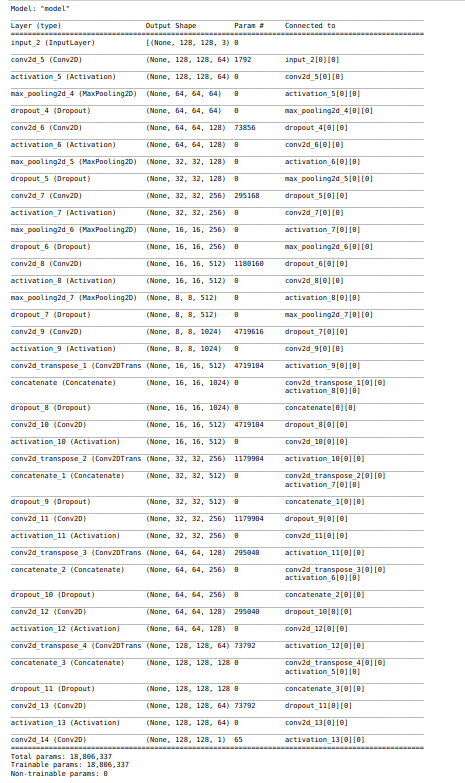 Model: "model"
Layer (type) Output Shape Param # Connected to
input_2 (InputLayer) [(None, 128, 128, 3) 0
conv2d_5 (Conv2D) (None, 128, 128, 64) 1792 input_2[0][0]
activation_5 (Activation) (None, 128, 128, 64) 0 conv2d_5[0][0]
max_pooling2d_4 (MaxPooling2D) (None, 64, 64, 64) 0 activation_5[0][0]
dropout_4 (Dropout) (None, 64, 64, 64) 0 max_pooling2d_4[0][0]
conv2d_6 (Conv2D) (None, 64, 64, 128) 73856 dropout_4[0][0]
activation_6 (Activation) (None, 64, 64, 128) 0 conv2d_6[0][0]
max_pooling2d_5 (MaxPooling2D) (None, 32, 32, 128) 0 activation_6[0][0]
dropout_5 (Dropout) (None, 32, 32, 128) 0 max_pooling2d_5[0][0]
conv2d_7 (Conv2D) (None, 32, 32, 256) 295168 dropout_5[0][0]
activation_7 (Activation) (None, 32, 32, 256) 0 conv2d_7[0][0]
max_pooling2d_6 (MaxPooling2D) (None, 16, 16, 256) 0 activation_7[0][0]
dropout_6 (Dropout) (None, 16, 16, 256) 0 max_pooling2d_6[0][0]
conv2d_8 (Conv2D) (None, 16, 16, 512) 1180160 dropout_6[0][0]
activation_8 (Activation) (None, 16, 16, 512) 0 conv2d_8[0][0]
max_pooling2d_7 (MaxPooling2D) (None, 8, 8, 512) 0 activation_8[0][0]
dropout_7 (Dropout) (None, 8, 8, 512) 0 max_pooling2d_7[0][0]
conv2d_9 (Conv2D) (None, 8, 8, 1024) 4719616 dropout_7[0][0]
activation_9 (Activation) (None, 8, 8, 1024) 0 conv2d_9[0][0]
conv2d_transpose_1 (Conv2DTrans (None, 16, 16, 512) 4719104 activation_9[0][0]
concatenate (Concatenate) (None, 16, 16, 1024) 0 conv2d_transpose_1[0][0]
activation_8[0][0]
dropout_8 (Dropout) (None, 16, 16, 1024) 0 concatenate[0][0]
conv2d_10 (Conv2D) (None, 16, 16, 512) 4719104 dropout_8[0][0]
activation_10 (Activation) (None, 16, 16, 512) 0 conv2d_10[0][0]
conv2d_transpose_2 (Conv2DTrans (None, 32, 32, 256) 1179904 activation_10[0][0]
concatenate_1 (Concatenate) (None, 32, 32, 512) 0 conv2d_transpose_2[0][0]
activation_7[0][0]
dropout_9 (Dropout) (None, 32, 32, 512) 0 concatenate_1[0][0]
conv2d_11 (Conv2D) (None, 32, 32, 256) 1179904 dropout_9[0][0]
activation_11 (Activation) (None, 32, 32, 256) 0 conv2d_11[0][0]
conv2d_transpose_3 (Conv2DTrans (None, 64, 64, 128) 295040 activation_11[0][0]
concatenate_2 (Concatenate) (None, 64, 64, 256) 0 conv2d_transpose_3[0][0]
activation_6[0][0]
dropout_10 (Dropout) (None, 64, 64, 256) 0 concatenate_2[0][0]
conv2d_12 (Conv2D) (None, 64, 64, 128) 295040 dropout_10[0][0]
activation_12 (Activation) (None, 64, 64, 128) 0 conv2d_12[0][0]
conv2d_transpose_4 (Conv2DTrans (None, 128, 128, 64) 73792 activation_12[0][0]
concatenate_3 (Concatenate) (None, 128, 128, 128 0 conv2d_transpose_4[0][0]
activation_5[0][0]
dropout_11 (Dropout) (None, 128, 128, 128 0 concatenate_3[0][0]
conv2d_13 (Conv2D) (None, 128, 128, 64) 73792 dropout_11[0][0]
activation_13 (Activation) (None, 128, 128, 64) 0 conv2d_13[0][0]
conv2d_14 (Conv2D) (None, 128, 128, 1) 65 activation_13[0][0]
Total params: 18,806,337
Trainable params: 18,806,337
Non-trainable params: 0